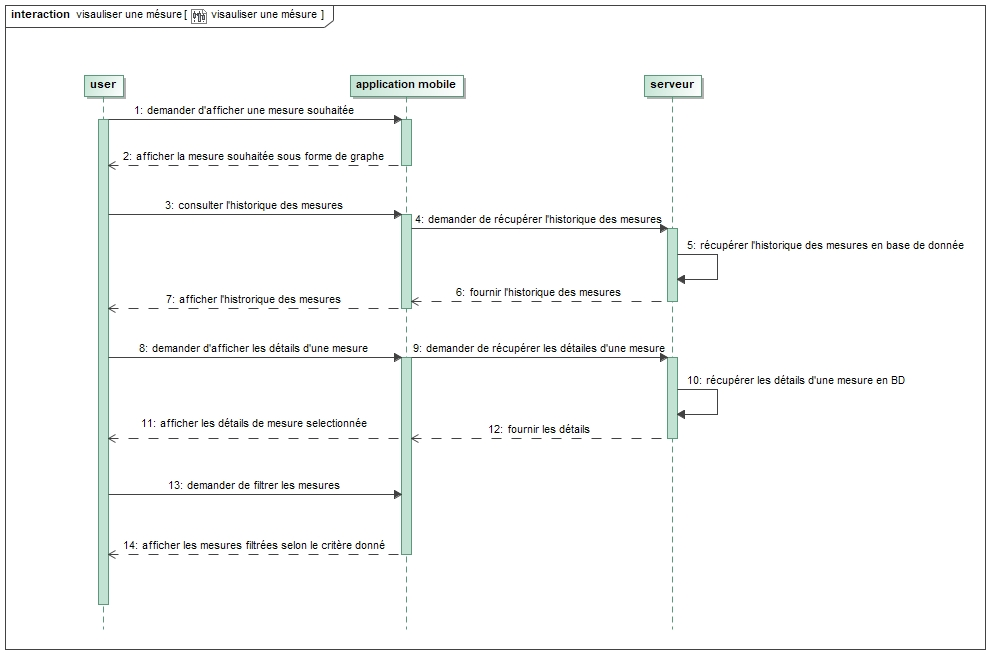 interaction visauliser une mésure [ visauliser une mésure ]
user
application mobile
serveur
1: demander d'afficher une mesure souhaitée
2: afficher la mesure souhaitée sous forme de graphe
3: consulter l'historique des mesures
4: demander de récupérer l'historique des mesures
5: récupérer l'historique des mesures en base de donnée
6: fournir l'historique des mesures
7: afficher l'histrorique des mesures
8: demander d'afficher les détails d'une mesure
9: demander de récupérer les détailes d'une mesure
10: récupérer les détails d'une mesure en BD
11: afficher les détails de mesure selectionnée
12: fournir les détails
13: demander de filtrer les mesures
14: afficher les mesures filtrées selon le critère donné